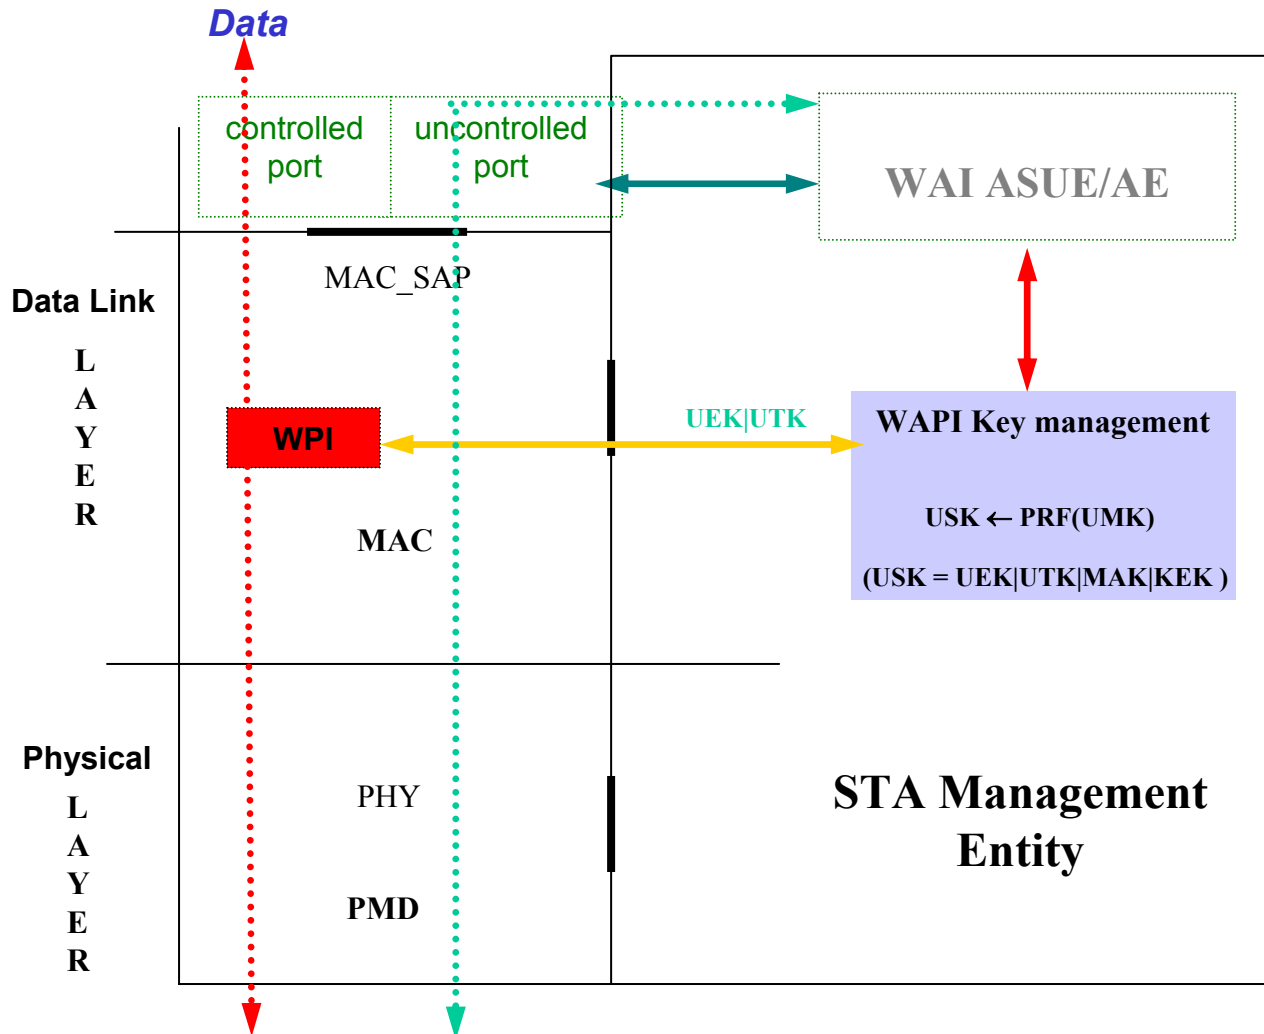 Data
controlled
port
uncontrolled
port
WAI ASUE/AE
MAC_SAP
Data Link
L
A
Y
E
R
WPI
UEK|UTK
WAPI Key management
USK ← PRF(UMK)
(USK = UEK|UTK|MAK|KEK )
MAC
Physical
L
A
Y
E
R
PHY
PMD
STA Management
Entity